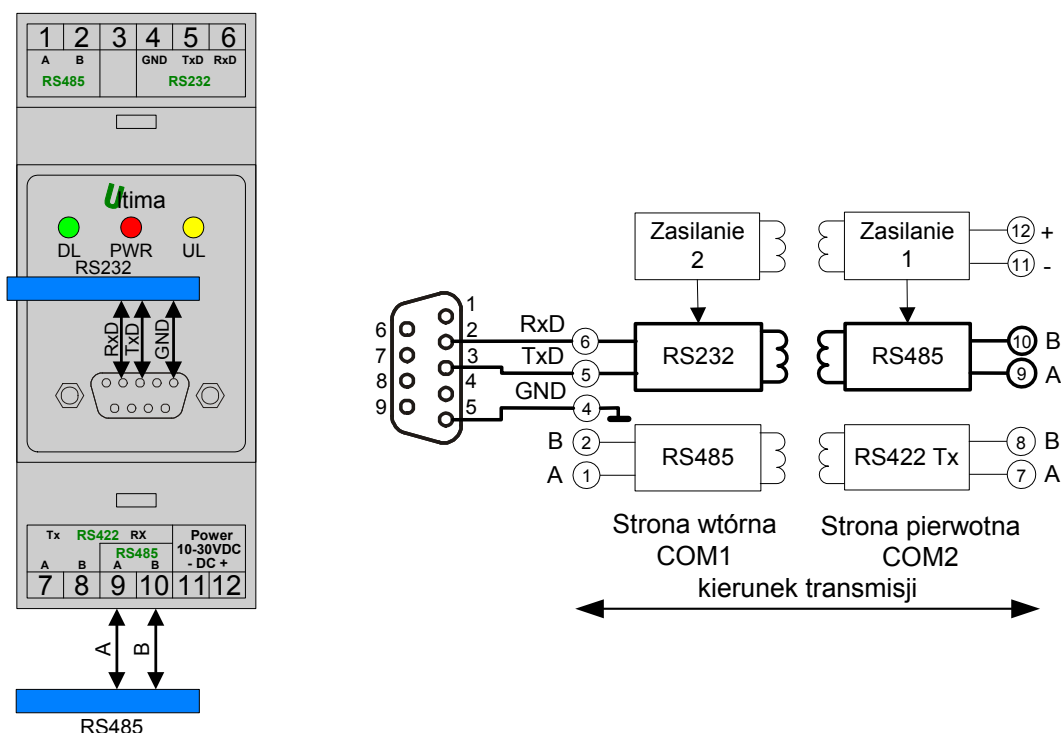 1 2 3 4 5 6
A B GND TxD RxD
RS485 RS232
Ultima
DL PWR UL
RS232
RxD TxD GND
Tx RS422 RX Power
10-30VDC
RS485
A B A B - DC +
7 8 9 10 11 12
A B
RS485
Zasilanie
2
Zasilanie
1
12 +
11 -
1
6 2 RxD 6
7 3 TxD 5
8 4 GND
9 5 4
RS232
RS485
10 B
9 A
B 2
A 1
RS485
RS422 Tx
8 B
7 A
Strona wtórna
COM1
Strona pierwotna
COM2
kierunek transmisji